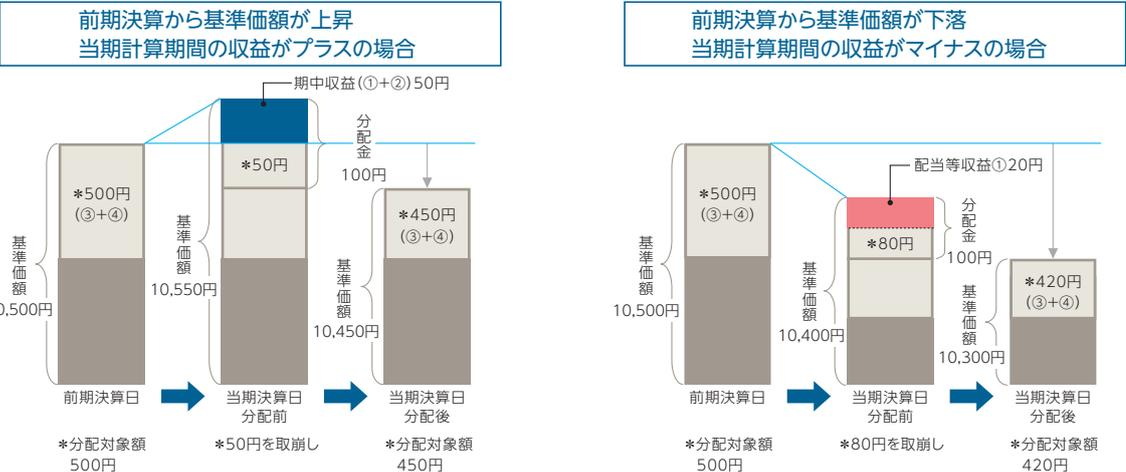 前期決算から基準価額が上昇
当期計算期間の収益がプラスの場合
期中収益(①+②)50円
分配金
100円
*500円
(③+④)
*50円
*450円
(③+④)
基準価額
0,500円
基準価額
10,550円
基準価額
10,450円
前期決算日
当期決算日
分配前
当期決算日
分配後
*分配対象額
500円
*50円を取崩し
*分配対象額
450円
前期決算から基準価額が下落
当期計算期間の収益がマイナスの場合
配当等収益①20円
分配金
100円
*500円
(③+④)
*80円
*420円
(③+④)
基準価額
10,500円
基準価額
10,400円
基準価額
10,300円
前期決算日
当期決算日
分配前
当期決算日
分配後
*分配対象額
500円
*80円を取崩し
*分配対象額
420円